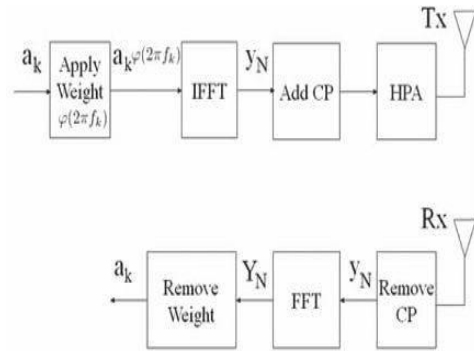 Tx
a_k
Apply
Weight
φ(2πf_k)
a_kφ(2πf_k)
IFFT
y_N
Add CP
HPA
Rx
a_k
Remove
Weight
Y_N
FFT
y_N
Remove
CP